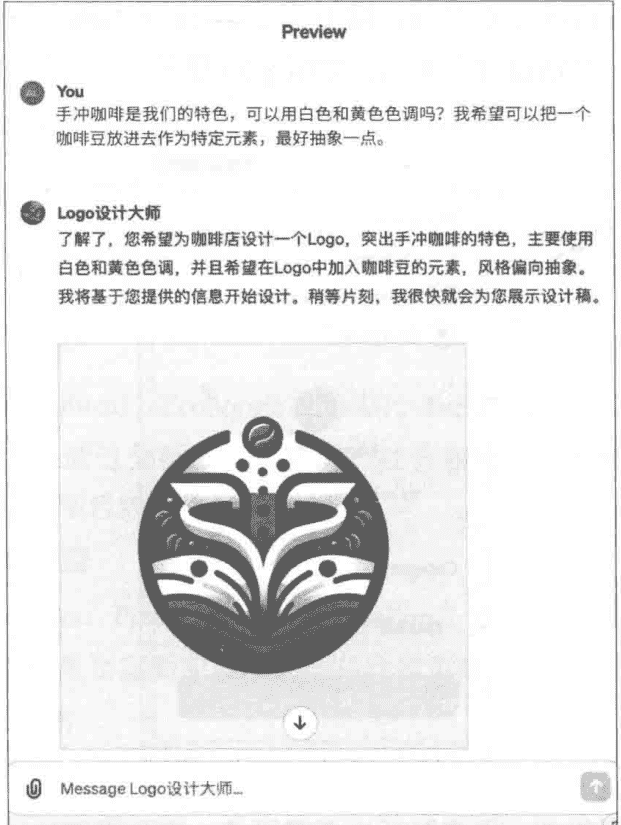 Preview
You
手冲咖啡是我们的特色，可以用白色和黄色色调吗？我希望可以把一个
咖啡豆放进去作为特定元素，最好抽象一点。
Logo设计大师
了解了，您希望为咖啡店设计一个Logo，突出手冲咖啡的特色，主要使用
白色和黄色色调，并且希望在Logo中加入咖啡豆的元素，风格偏向抽象。
我将基于您提供的信息开始设计。稍等片刻，我很快就会为您展示设计稿。
Message Logo设计大师...